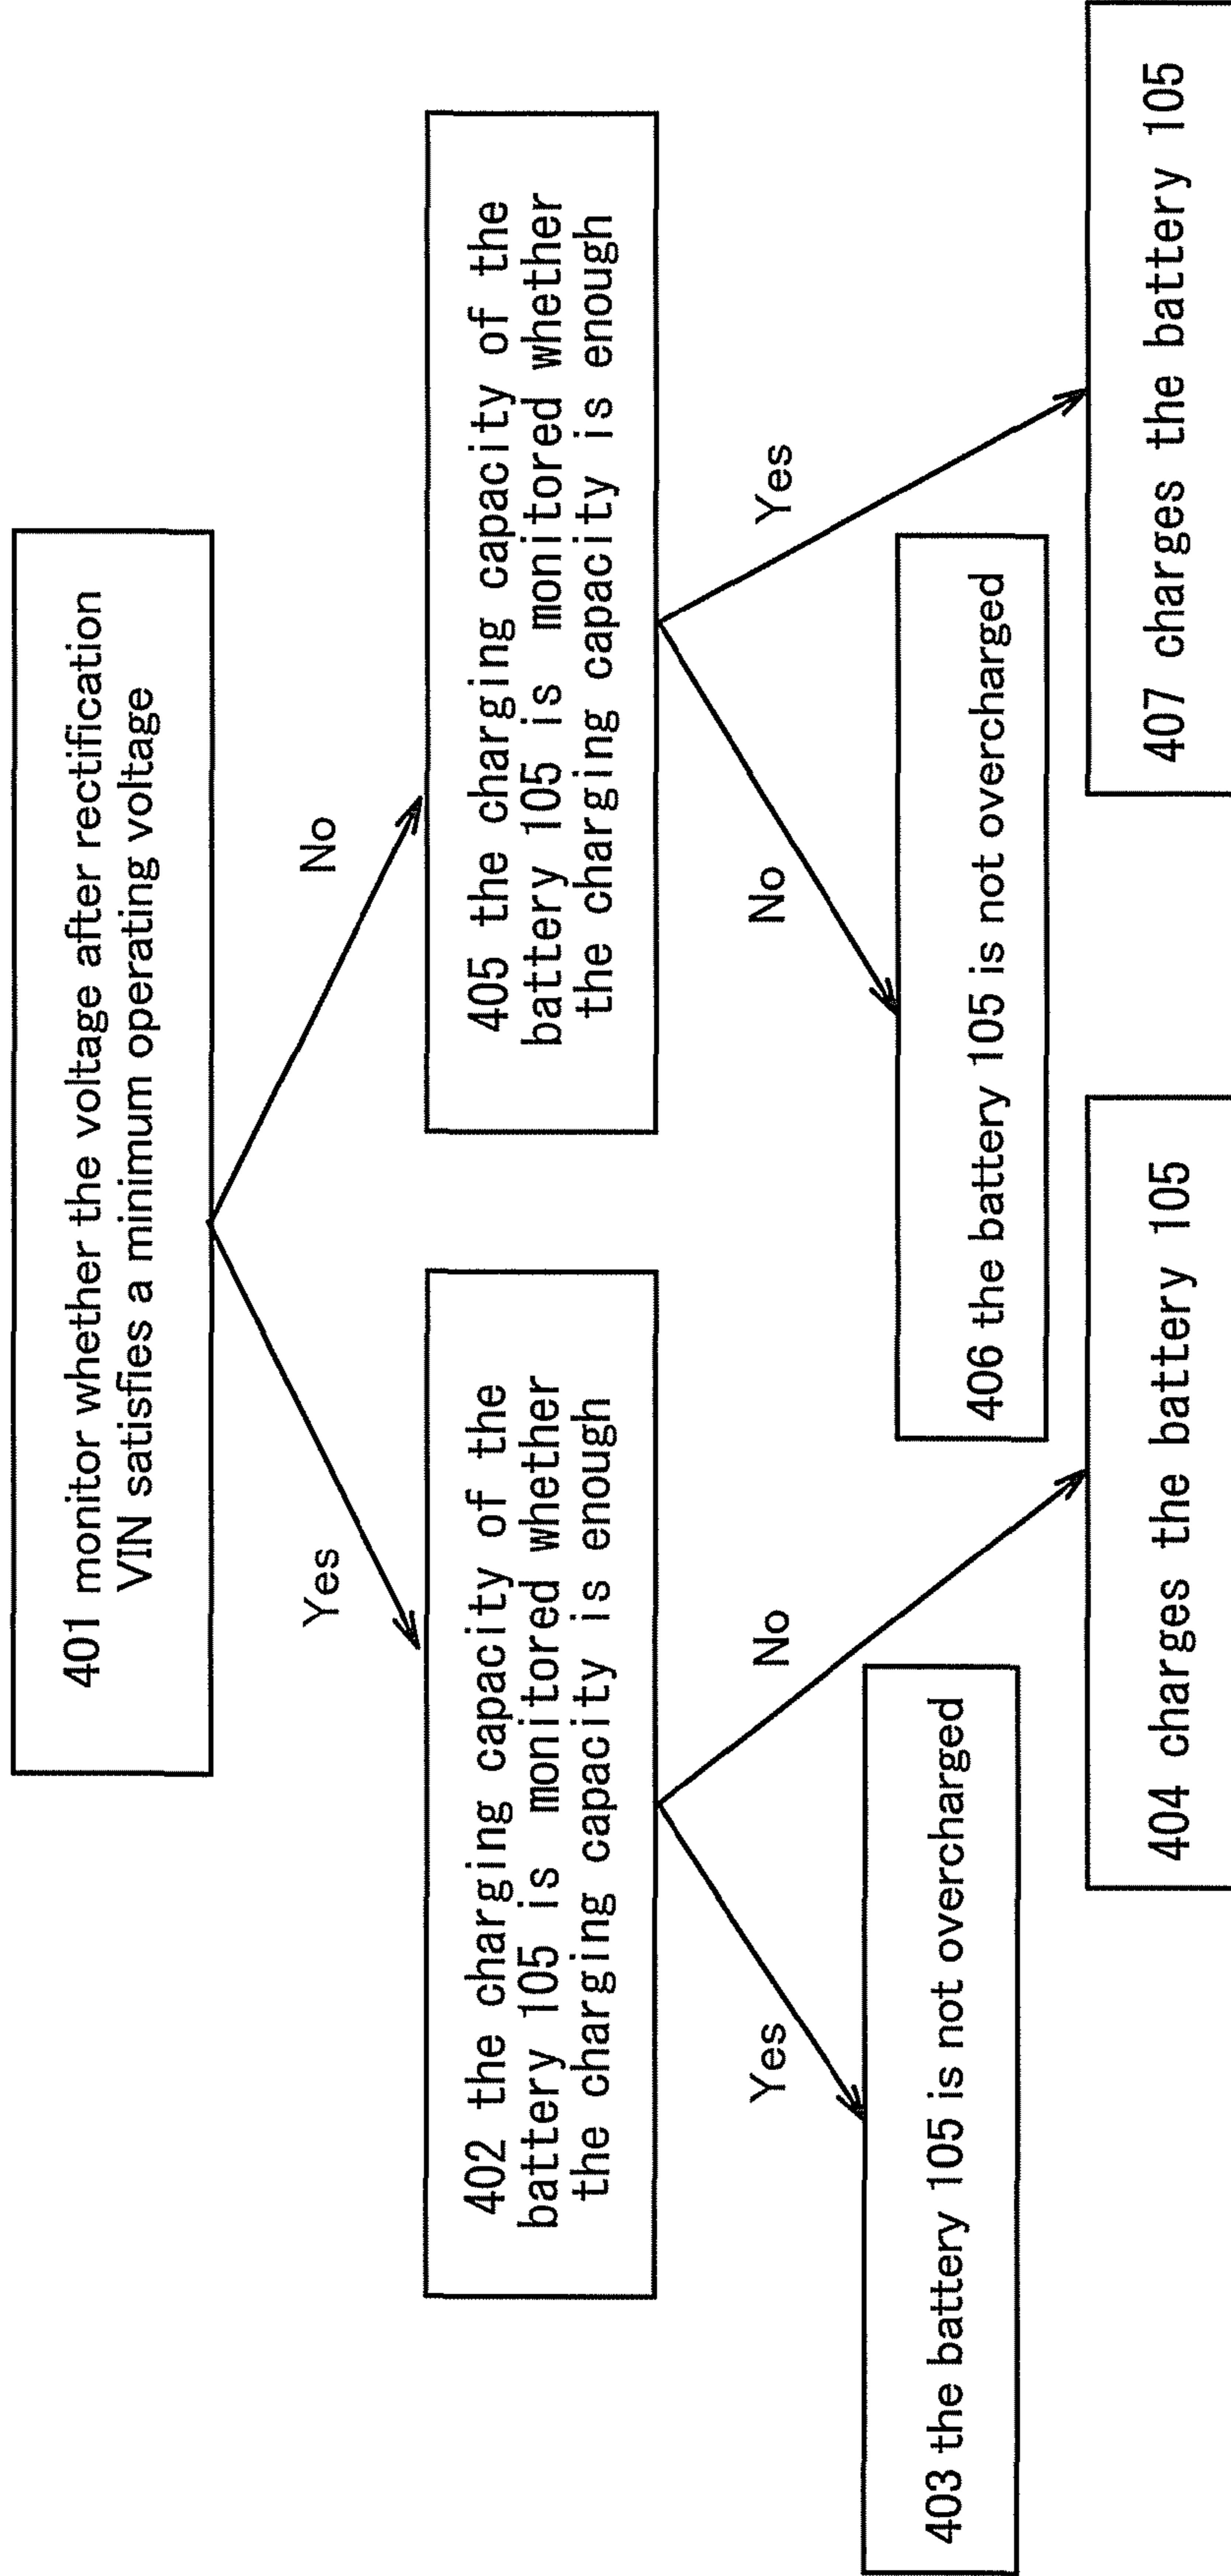 401 monitor whether the voltage after rectification
VIN satisfies a minimum operating voltage
Yes
No
402 the charging capacity of the
battery 105 is monitored whether
the charging capacity is enough
405 the charging capacity of the
battery 105 is monitored whether
the charging capacity is enough
Yes
No
No
Yes
403 the battery 105 is not overcharged
406 the battery 105 is not overcharged
404 charges the battery 105
407 charges the battery 105